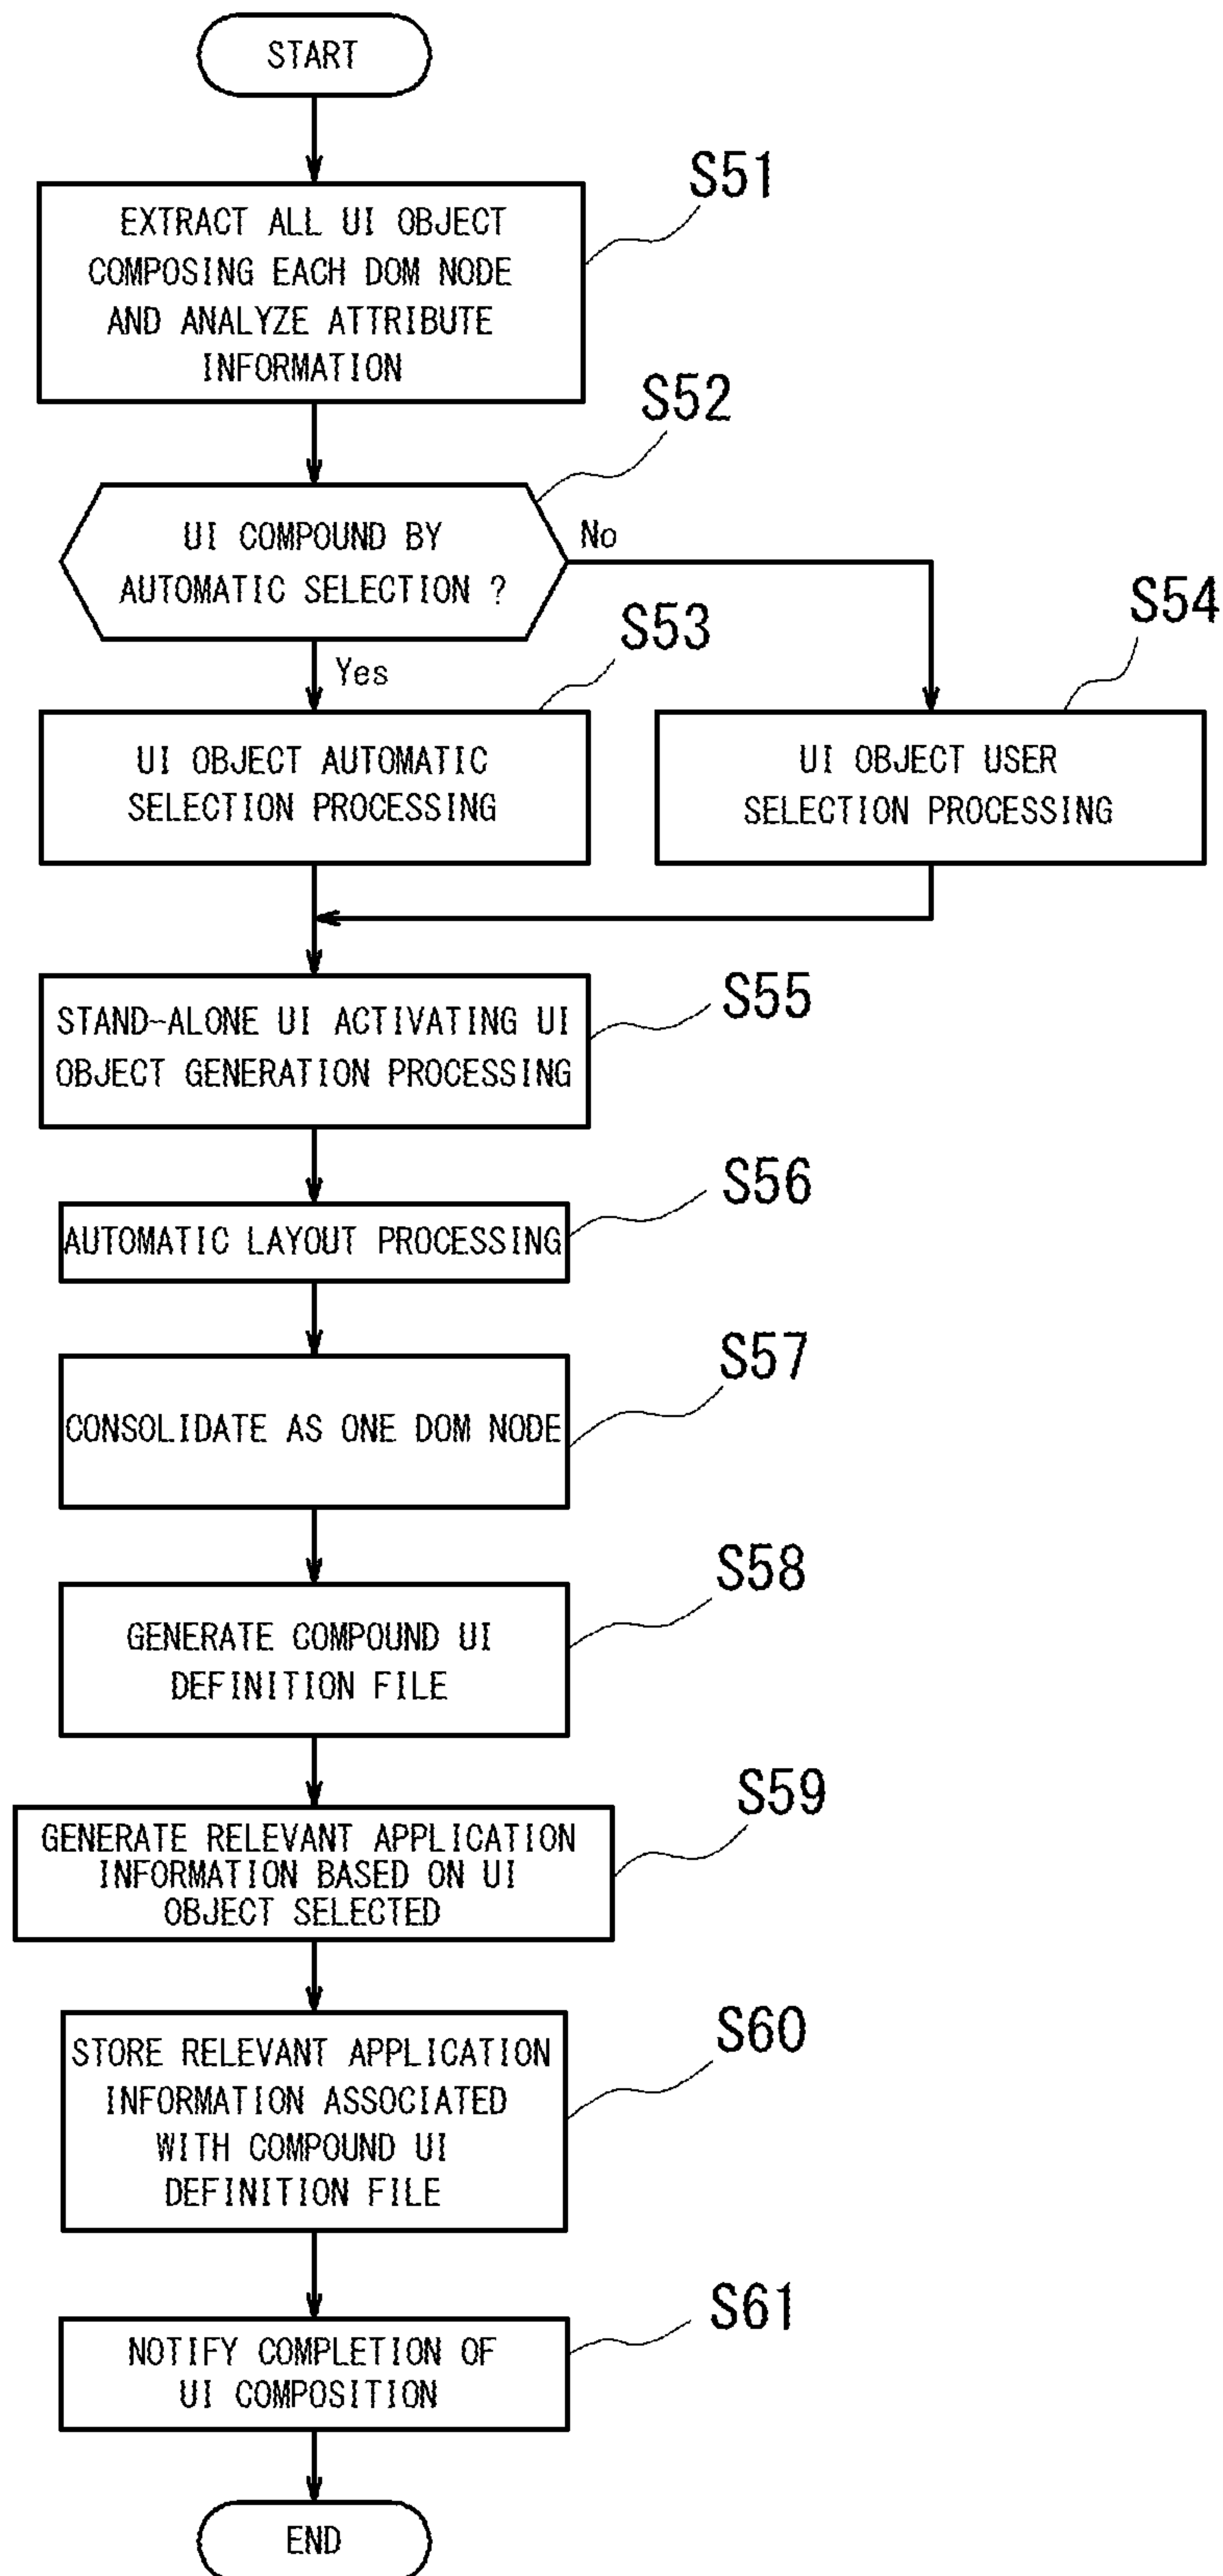 START
S51
EXTRACT ALL UI OBJECT
COMPOSING EACH DOM NODE
AND ANALYZE ATTRIBUTE
INFORMATION
S52
UI COMPOUND BY
AUTOMATIC SELECTION ?
No
Yes
S53
S54
UI OBJECT AUTOMATIC
SELECTION PROCESSING
UI OBJECT USER
SELECTION PROCESSING
S55
STAND-ALONE UI ACTIVATING UI
OBJECT GENERATION PROCESSING
S56
AUTOMATIC LAYOUT PROCESSING
S57
CONSOLIDATE AS ONE DOM NODE
S58
GENERATE COMPOUND UI
DEFINITION FILE
S59
GENERATE RELEVANT APPLICATION
INFORMATION BASED ON UI
OBJECT SELECTED
S60
STORE RELEVANT APPLICATION
INFORMATION ASSOCIATED
WITH COMPOUND UI
DEFINITION FILE
S61
NOTIFY COMPLETION OF
UI COMPOSITION
END